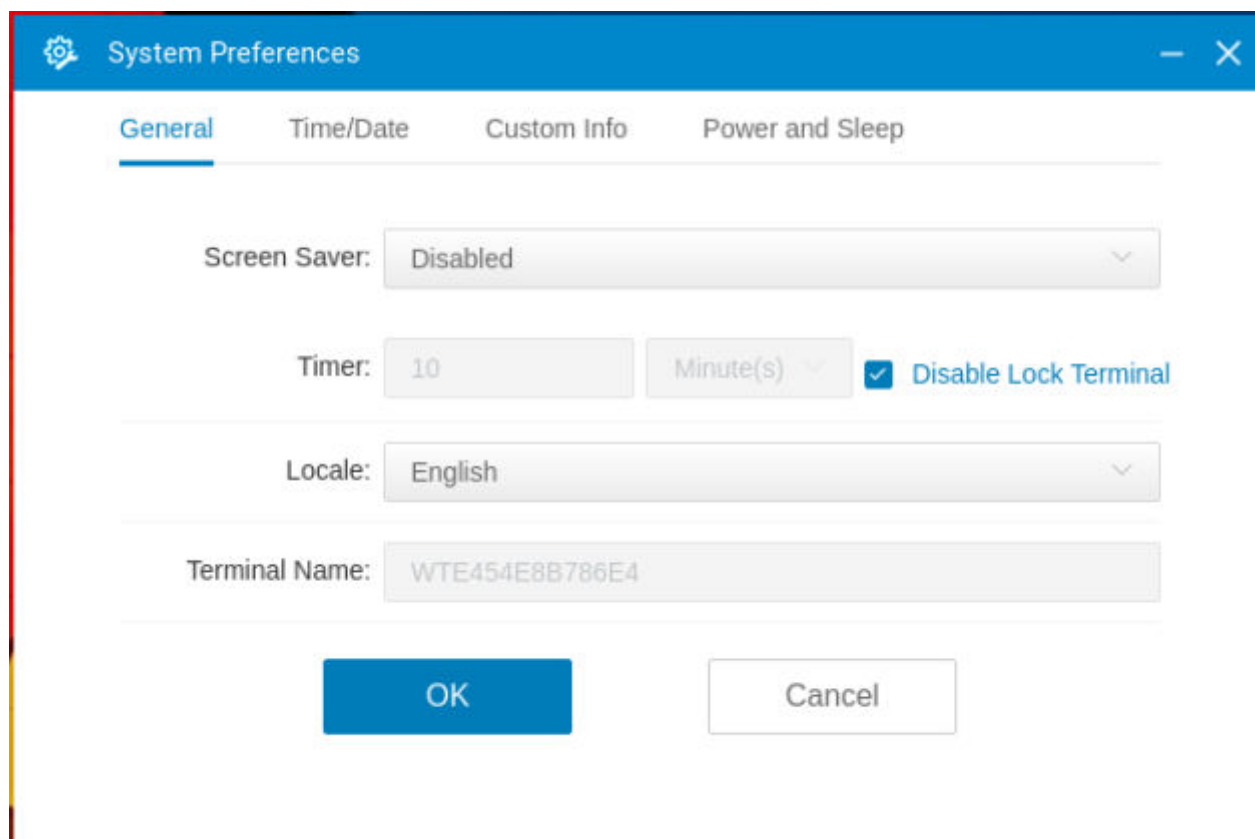 System Preferences
General Time/Date Custom Info Power and Sleep
Screen Saver: Disabled
Timer: 10 Minute(s) Disable Lock Terminal
Locale: English
Terminal Name: WTE454E8B786E4
OK Cancel